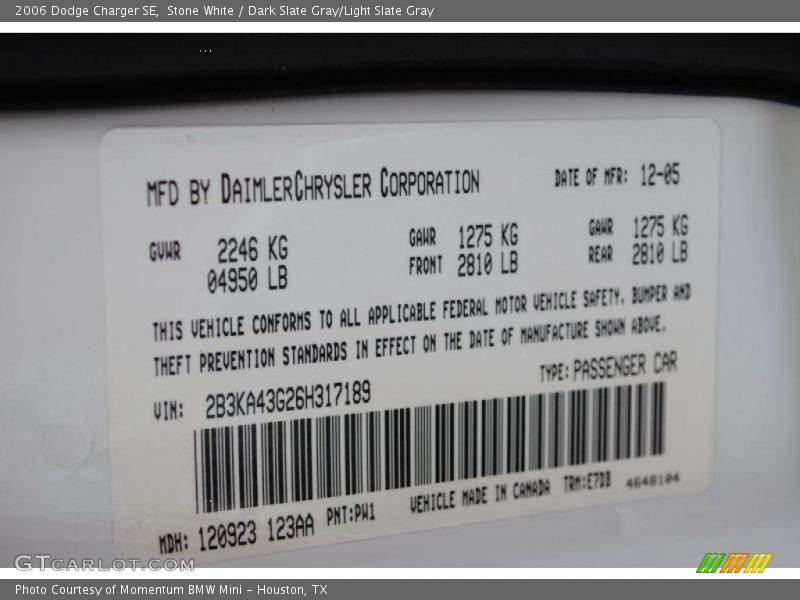 2006 Dodge Charger SE,  Stone White / Dark Slate Gray/Light Slate Gray
MFD BY DAIMLERCHRYSLER CORPORATION DATE OF MFR: 12-05
GVWR 2246 KG GAWR 1275 KG GAWR 1275 KG
04950 LB FRONT 2810 LB REAR 2810 LB
THIS VEHICLE CONFORMS TO ALL APPLICABLE FEDERAL MOTOR VEHICLE SAFETY, BUMPER AND
THEFT PREVENTION STANDARDS IN EFFECT ON THE DATE OF MANUFACTURE SHOWN ABOVE.
VIN: 2B3KA43G26H317189 TYPE: PASSENGER CAR
MDH: 120923 123AA PNT:PW1 VEHICLE MADE IN CANADA TRM:E7DB 4648104
GTCARLOT.COM
Photo Courtesy of Momentum BMW Mini - Houston, TX